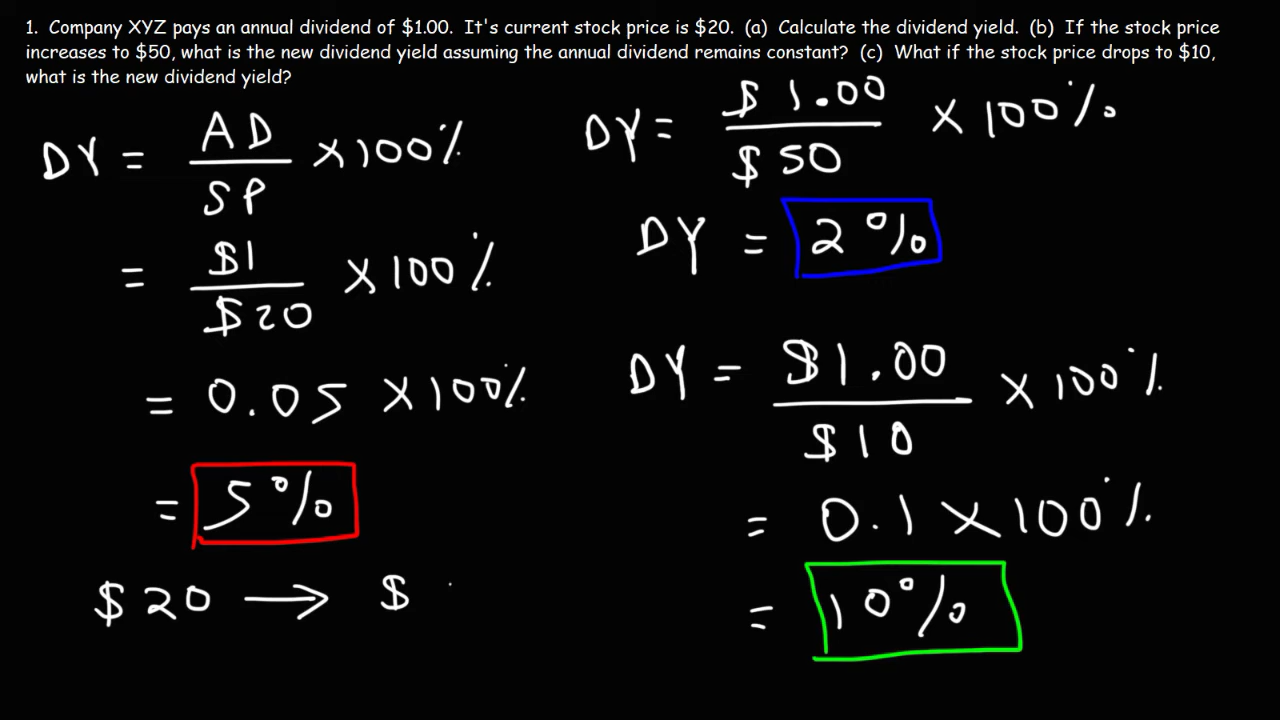 1. Company XYZ pays an annual dividend of $1.00. It's current stock price is $20. (a) Calculate the dividend yield. (b) If the stock price
increases to $50, what is the new dividend yield assuming the annual dividend remains constant? (c) What if the stock price drops to $10,
what is the new dividend yield?
DY = AD / SP × 100%
= $1 / $20 × 100%
= 0.05 × 100%
= 5%
$20 → $
DY = $1.00 / $50 × 100%
DY = 2%
DY = $1.00 / $10 × 100%
= 0.1 × 100%
= 10%